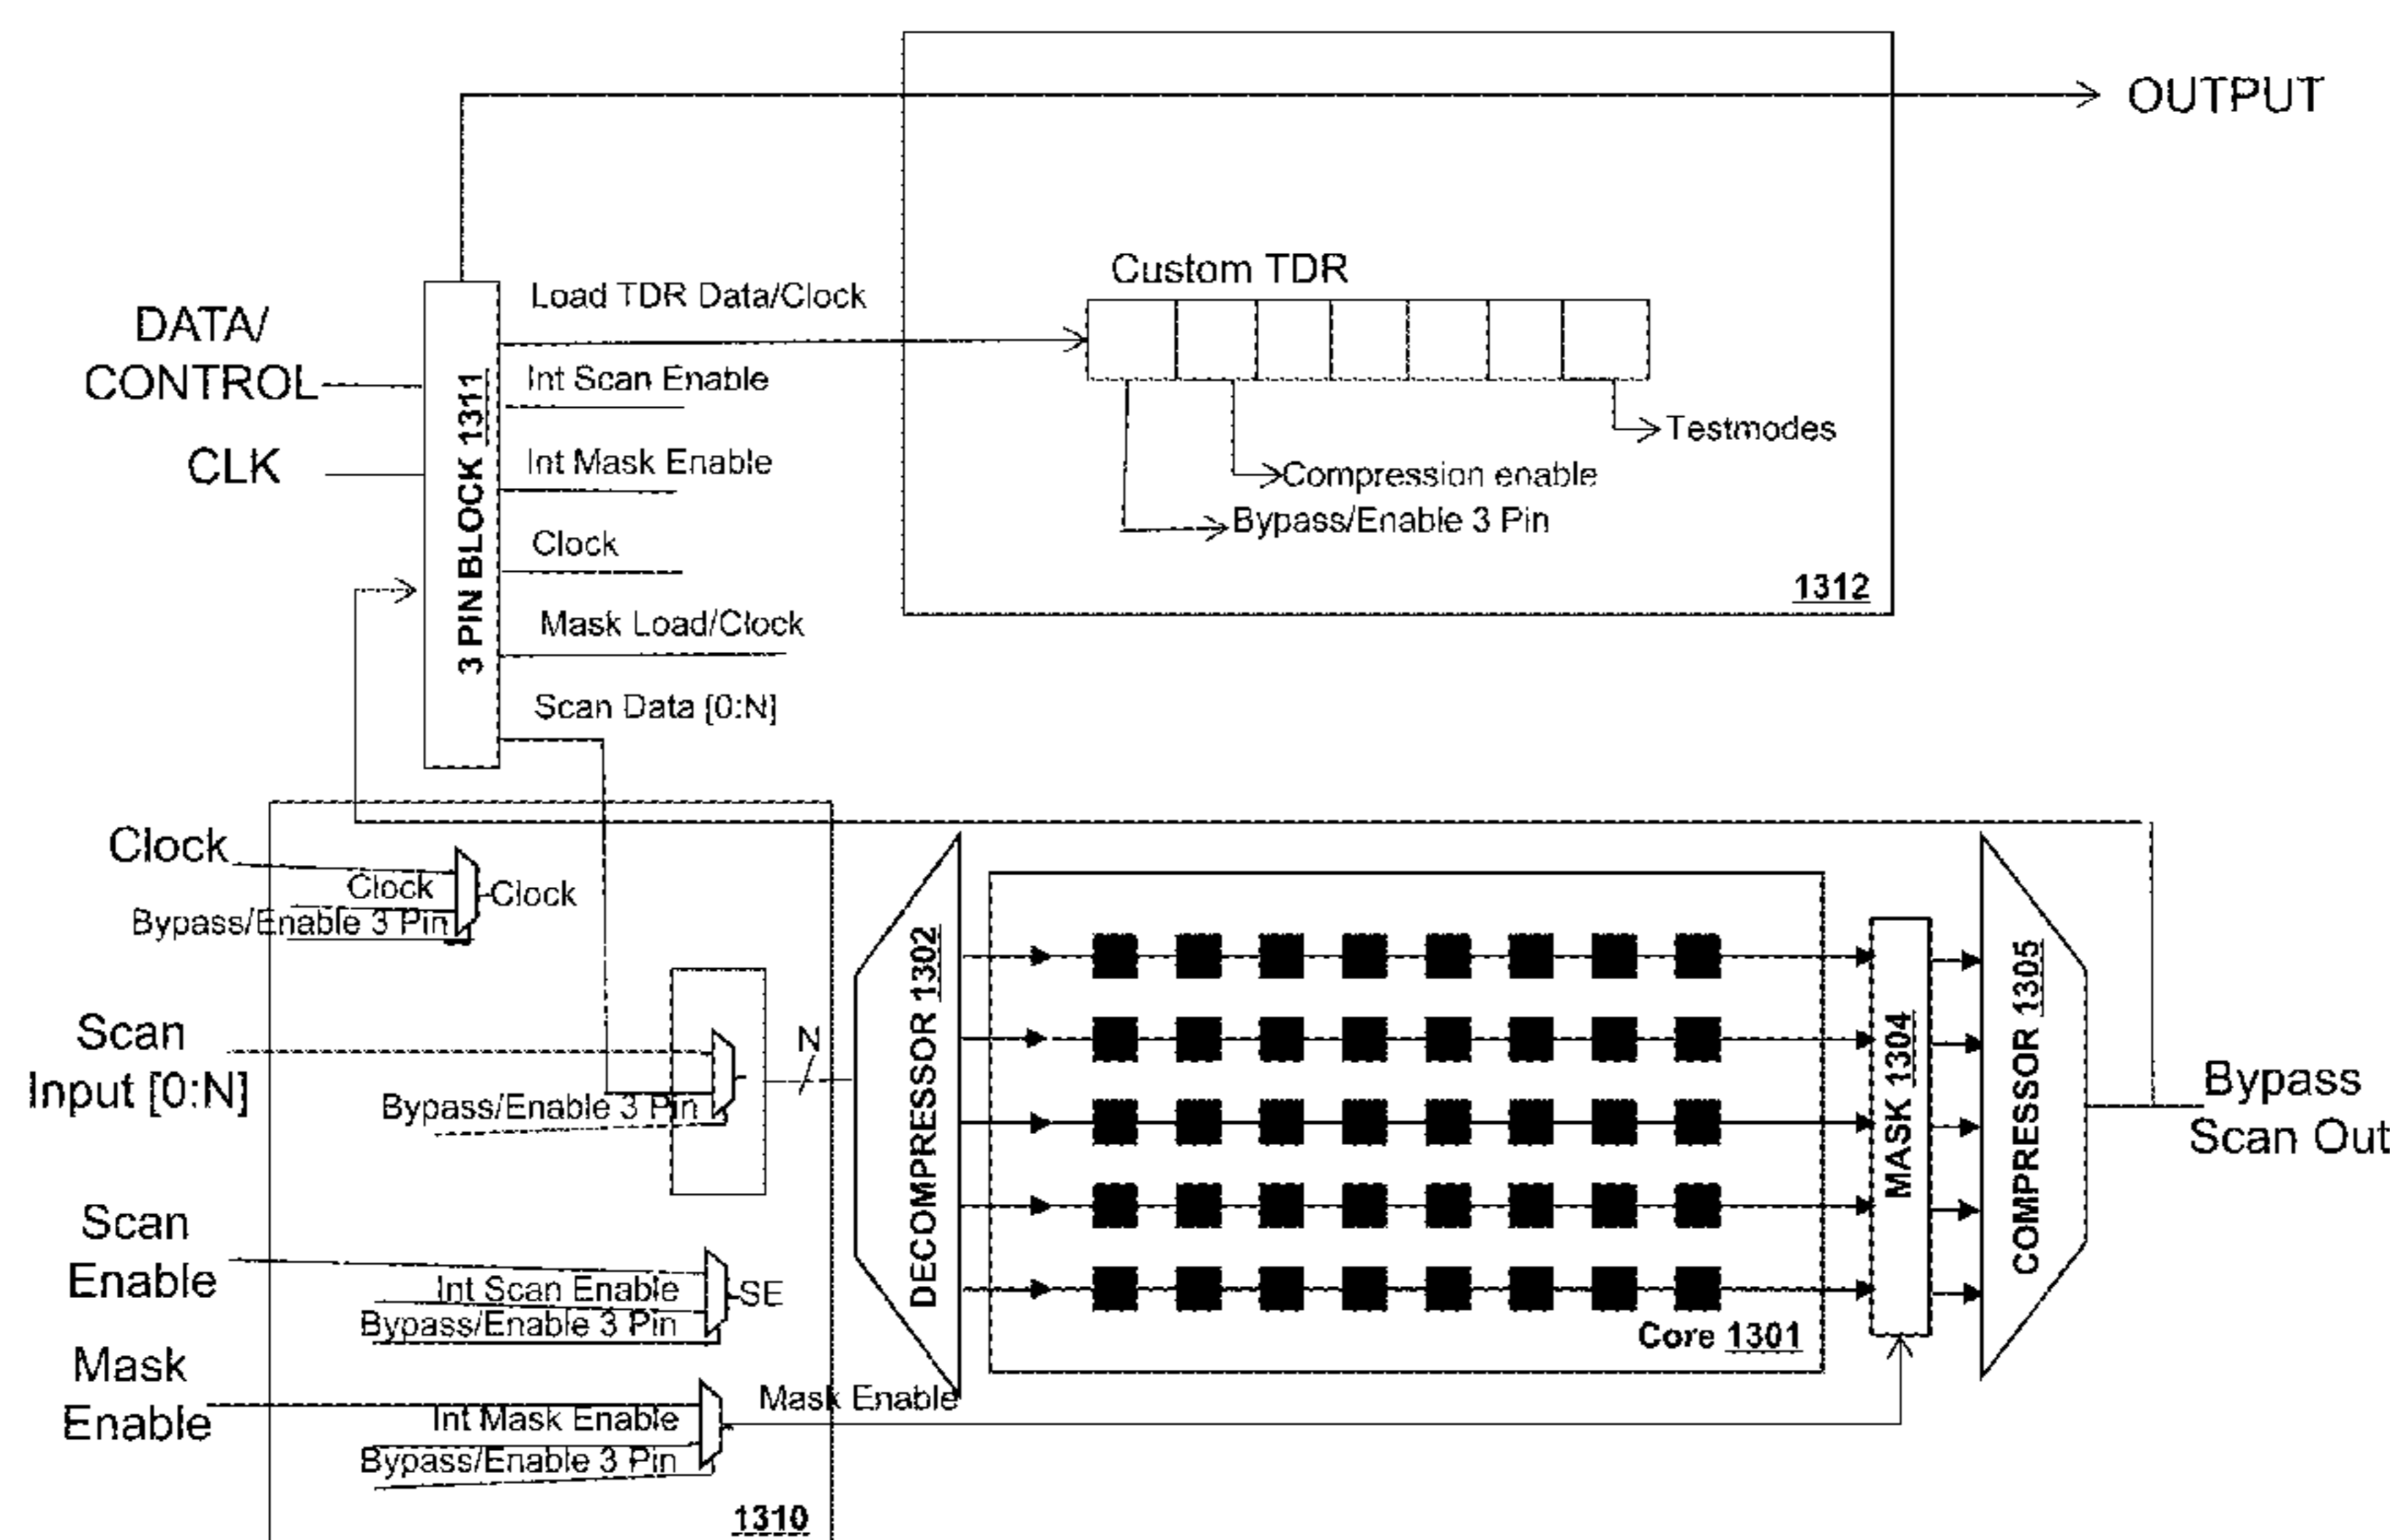 OUTPUT
Custom TDR
Load TDR Data/Clock
DATA/
CONTROL
Int Scan Enable
Testmodes
CLK
Int Mask Enable
Compression enable
Bypass/Enable 3 Pin
Clock
3 PIN BLOCK 1311
1312
Mask Load/Clock
Scan Data [0:N]
Clock
Clock
Clock
Bypass/Enable 3 Pin
Scan
Input [0:N]
N
Bypass/Enable 3 Pin
DECOMPRESSOR 1302
MASK 1304
COMPRESSOR 1305
Bypass
Scan Out
Scan
Enable
Int Scan Enable
SE
Bypass/Enable 3 Pin
Core 1301
Mask
Enable
Mask Enable
Int Mask Enable
Bypass/Enable 3 Pin
1310